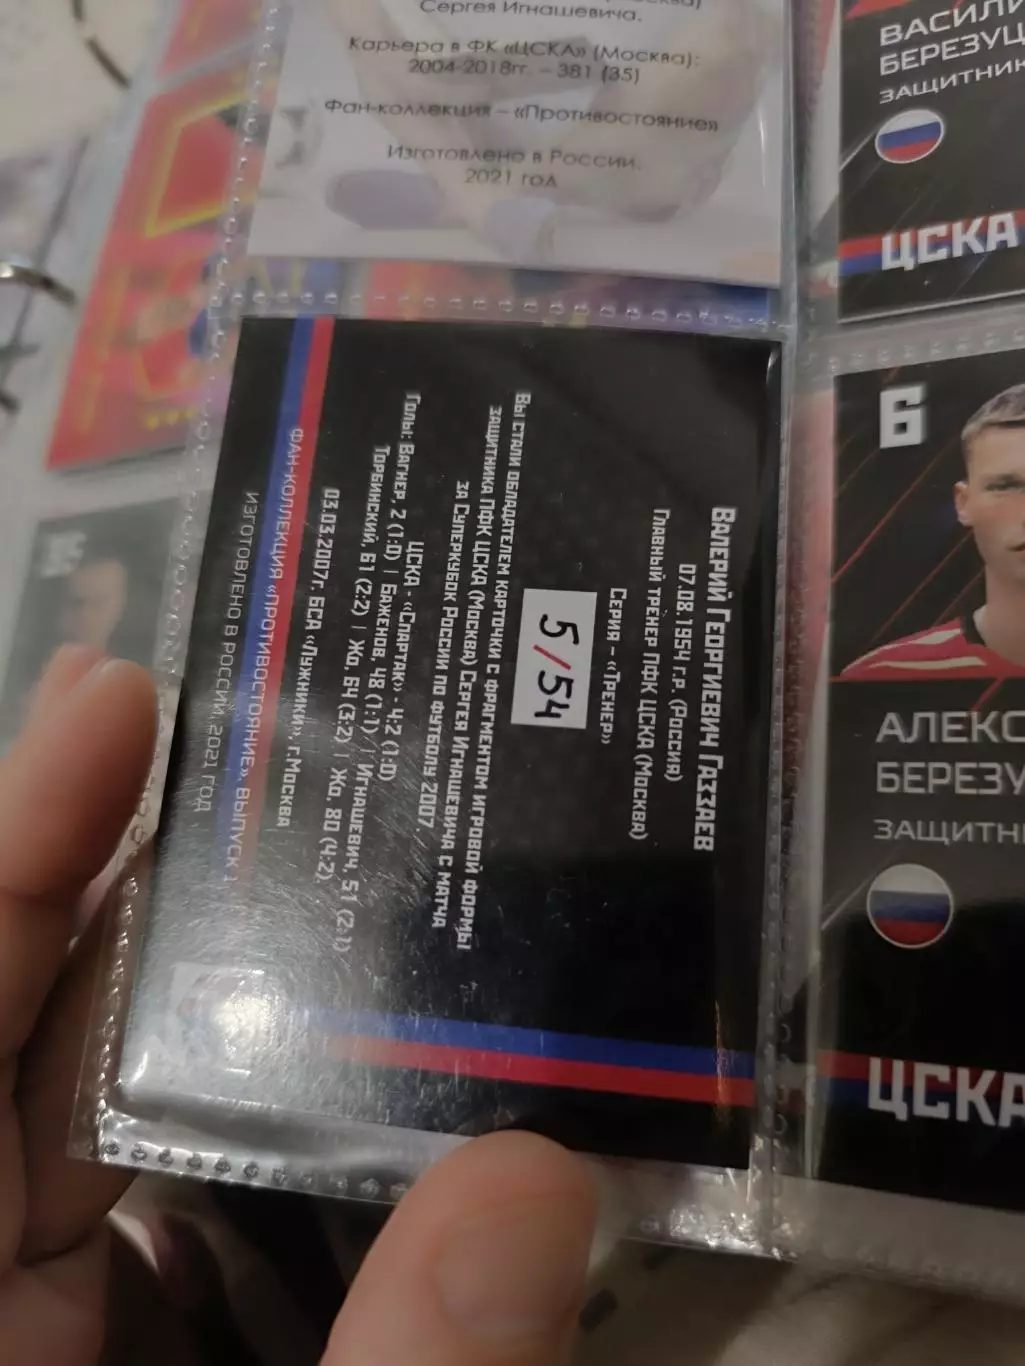 Сергея Игнашевича.
Карьера в ФК «ЦСКА» (Москва):
2004-2018гг. – 381 (35)
Фан-коллекция – «Противостояние»
Изготовлено в России.
2021 год
ВАСИЛИ
БЕРЕЗУЦ
ЗАЩИТНИК
ЦСКА
Валерий Георгиевич Газзаев
07.08.1954 г.р. (Россия)
Главный тренер ПФК ЦСКА (Москва)
Серия – «Тренер»
5/54
Вы стали обладателем карточки с фрагментом игровой формы
защитника ПФК ЦСКА (Москва) Сергея Игнашевича с матча
за Суперкубок России по футболу 2007.
ЦСКА - «Спартак» - 4:2 (1:0)
Голы: Вагнер, 2 (1:0) | Баженов, 48 (1:1) | Игнашевич, 51 (2:1)
Торбинский, 61 (2:2) | Жо, 64 (3:2) | Жо, 80 (4:2).
03.03.2007г. БСА «Лужники» г.Москва
ФАН-КОЛЛЕКЦИЯ «ПРОТИВОСТОЯНИЕ». ВЫПУСК 1
ИЗГОТОВЛЕНО В РОССИИ. 2021 ГОД
6
АЛЕКС
БЕРЕЗУ
ЗАЩИТН
ЦСКА